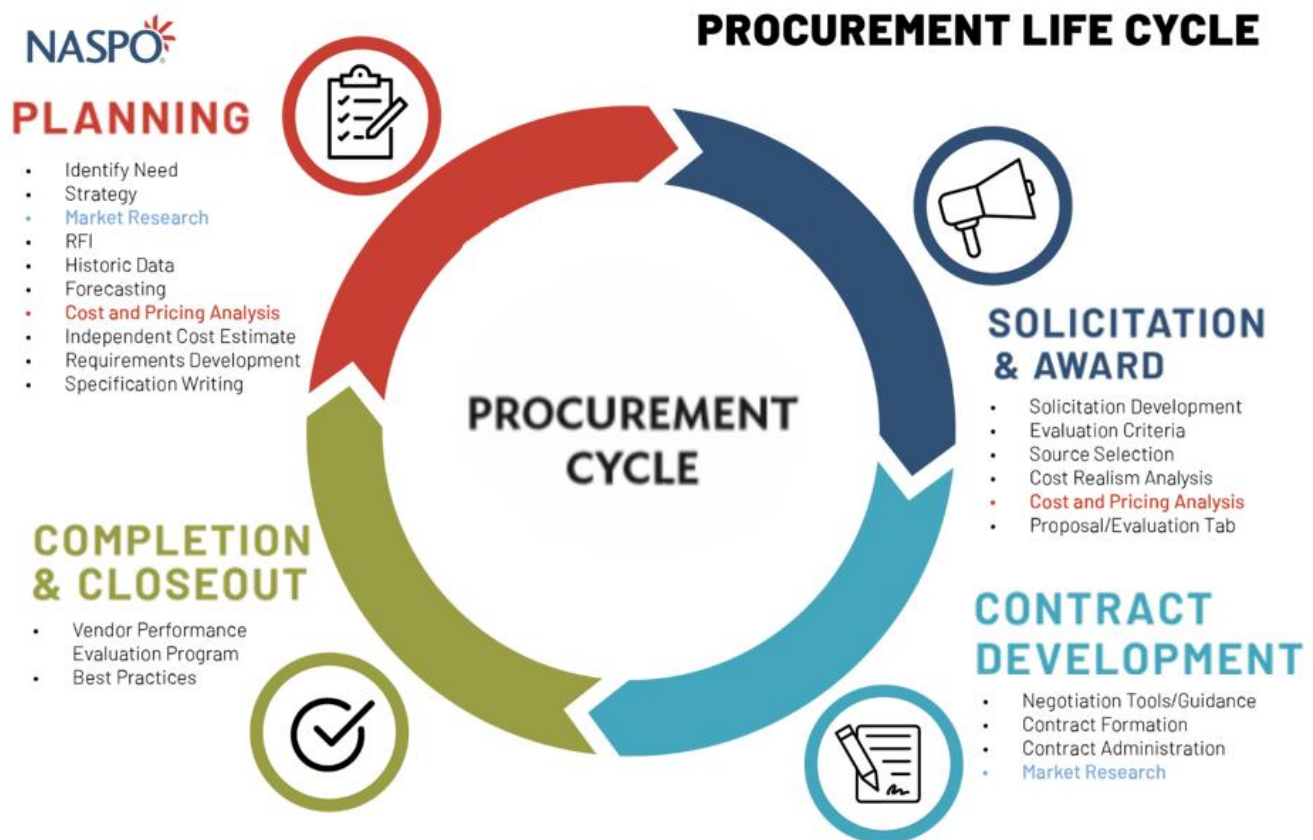 NASPO
PROCUREMENT LIFE CYCLE
PLANNING
• Identify Need
• Strategy
• Market Research
• RFI
• Historic Data
• Forecasting
• Cost and Pricing Analysis
• Independent Cost Estimate
• Requirements Development
• Specification Writing
SOLICITATION
& AWARD
• Solicitation Development
• Evaluation Criteria
• Source Selection
• Cost Realism Analysis
• Cost and Pricing Analysis
• Proposal/Evaluation Tab
PROCUREMENT
CYCLE
COMPLETION
& CLOSEOUT
• Vendor Performance
Evaluation Program
• Best Practices
CONTRACT
DEVELOPMENT
• Negotiation Tools/Guidance
• Contract Formation
• Contract Administration
• Market Research